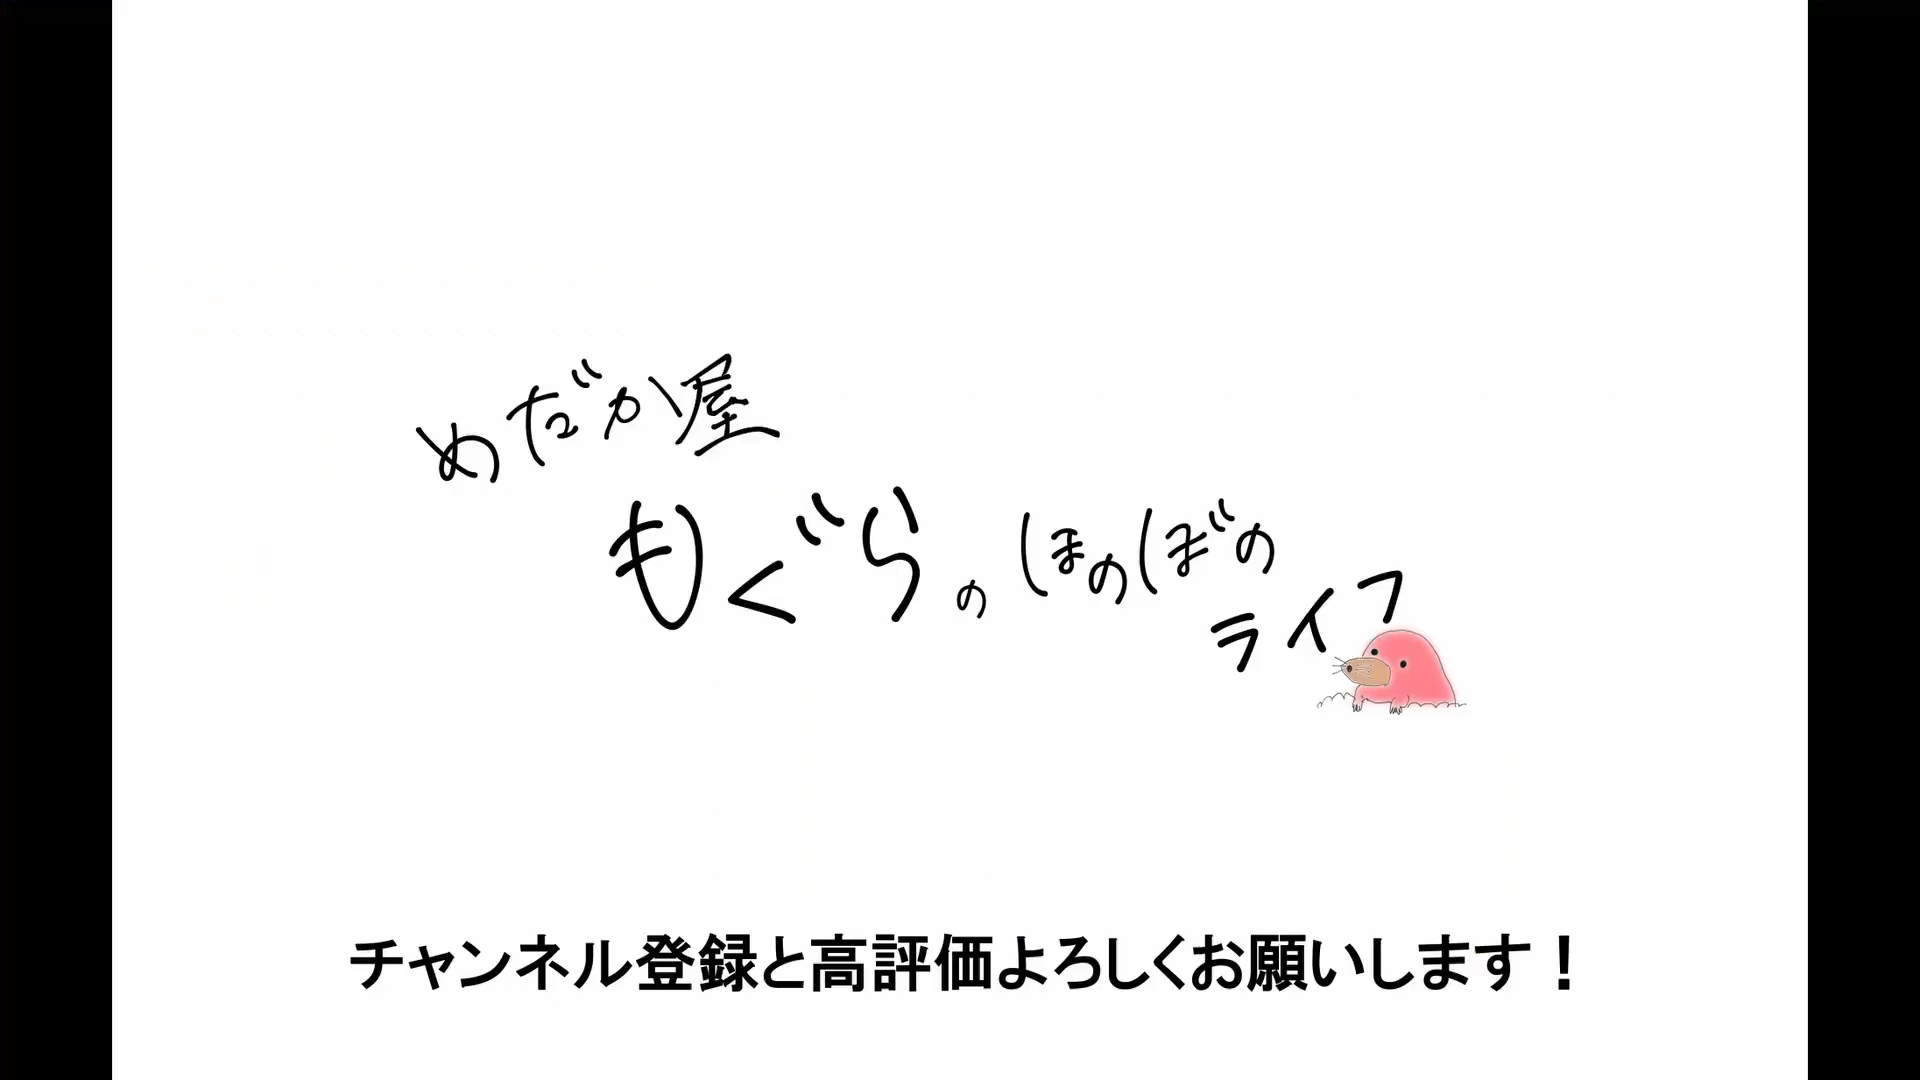 めだか屋
もぐらのほのぼの
ライフ
チャンネル登録と高評価よろしくお願いします！